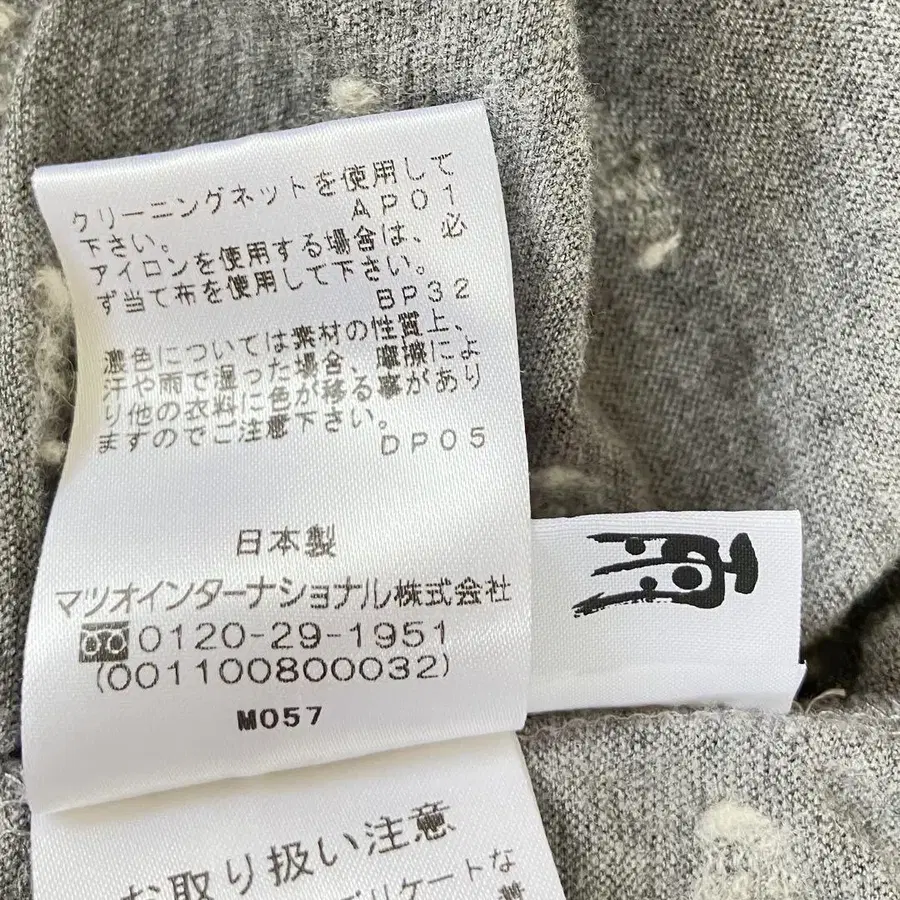 クリーニングネットを使用して
下さい。 AP01
アイロンを使用する場合は、必
ず当て布を使用して下さい。
BP32
濃色については素材の性質上、
汗や雨で湿った場合、摩擦によ
り他の衣料に色が移る事があり
ますのでご注意下さい。
DP05
日本製
マツオインターナショナル株式会社
0120-29-1951
(001100800032)
M057
お取り扱い注意
デリケートな